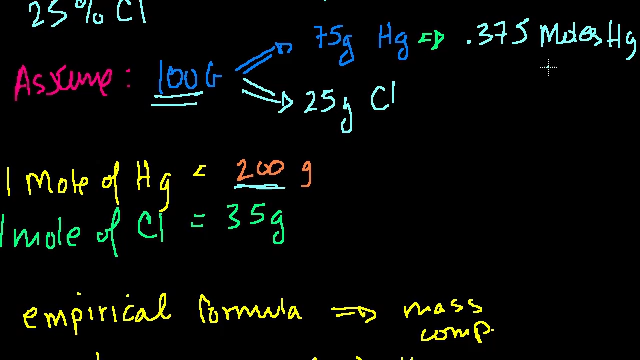 25% Cl
75g Hg ⇒ .375 Moles Hg
Assume: 100G
25g Cl
1 Mole of Hg = 200 g
1 mole of Cl = 35g
empirical formula ⇒ mass
comp.